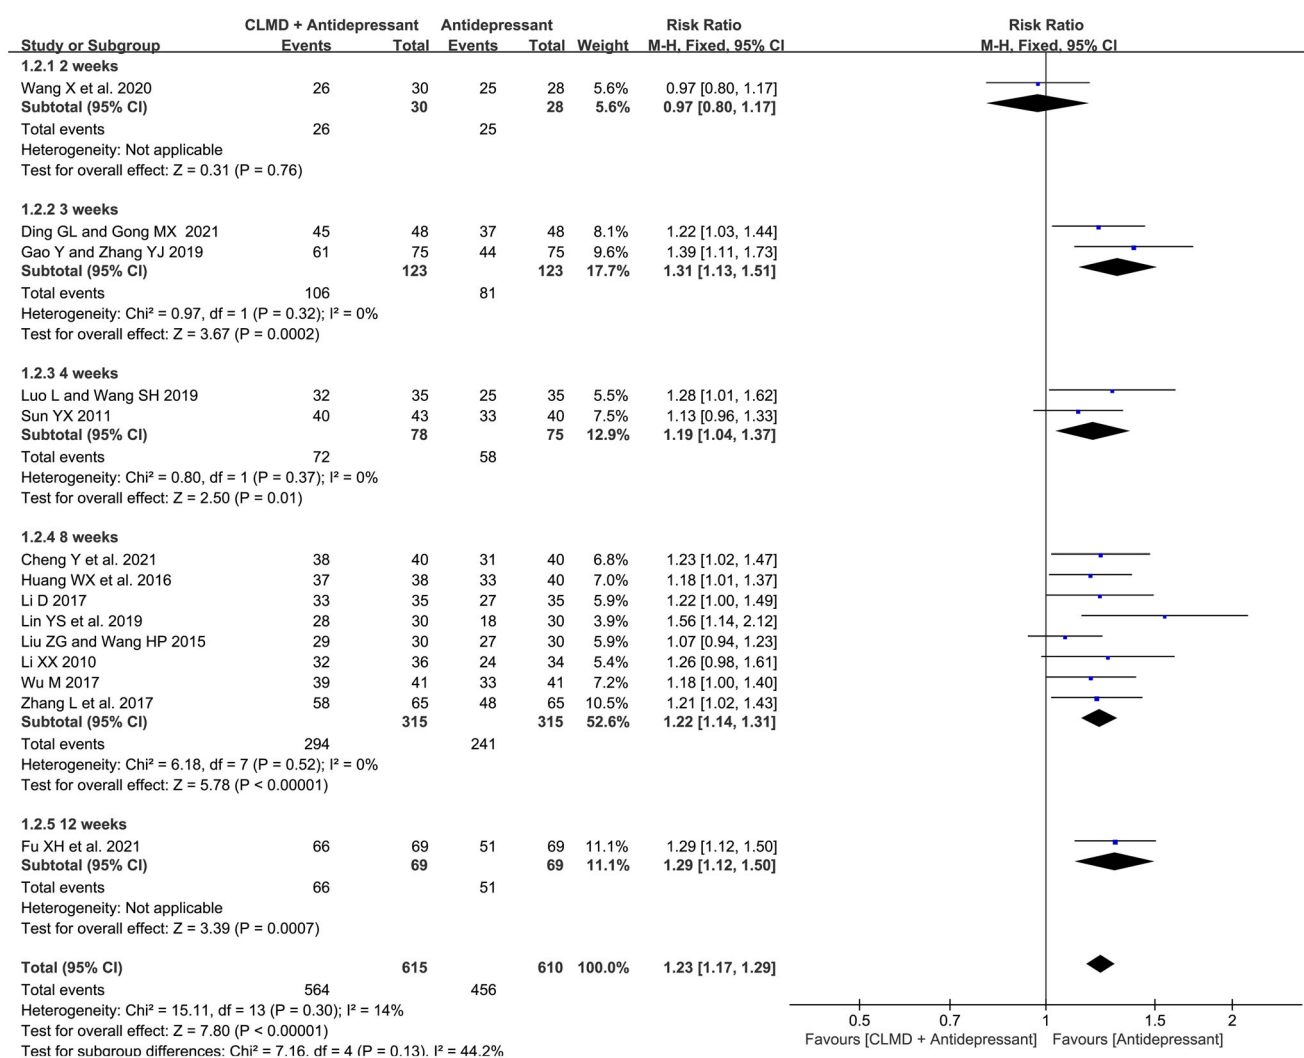 CLMD + Antidepressant Antidepressant Risk Ratio Risk Ratio
Study or Subgroup Events Total Events Total Weight M-H, Fixed, 95% CI M-H, Fixed, 95% CI
1.2.1 2 weeks
Wang X et al. 2020 26 30 25 28 5.6% 0.97 [0.80, 1.17]
Subtotal (95% CI) 30 28 5.6% 0.97 [0.80, 1.17]
Total events 26 25
Heterogeneity: Not applicable
Test for overall effect: Z = 0.31 (P = 0.76)
1.2.2 3 weeks
Ding GL and Gong MX 2021 45 48 37 48 8.1% 1.22 [1.03, 1.44]
Gao Y and Zhang YJ 2019 61 75 44 75 9.6% 1.39 [1.11, 1.73]
Subtotal (95% CI) 123 123 17.7% 1.31 [1.13, 1.51]
Total events 106 81
Heterogeneity: Chi² = 0.97, df = 1 (P = 0.32); I² = 0%
Test for overall effect: Z = 3.67 (P = 0.0002)
1.2.3 4 weeks
Luo L and Wang SH 2019 32 35 25 35 5.5% 1.28 [1.01, 1.62]
Sun YX 2011 40 43 33 40 7.5% 1.13 [0.96, 1.33]
Subtotal (95% CI) 78 75 12.9% 1.19 [1.04, 1.37]
Total events 72 58
Heterogeneity: Chi² = 0.80, df = 1 (P = 0.37); I² = 0%
Test for overall effect: Z = 2.50 (P = 0.01)
1.2.4 8 weeks
Cheng Y et al. 2021 38 40 31 40 6.8% 1.23 [1.02, 1.47]
Huang WX et al. 2016 37 38 33 40 7.0% 1.18 [1.01, 1.37]
Li D 2017 33 35 27 35 5.9% 1.22 [1.00, 1.49]
Lin YS et al. 2019 28 30 18 30 3.9% 1.56 [1.14, 2.12]
Liu ZG and Wang HP 2015 29 30 27 30 5.9% 1.07 [0.94, 1.23]
Li XX 2010 32 36 24 34 5.4% 1.26 [0.98, 1.61]
Wu M 2017 39 41 33 41 7.2% 1.18 [1.00, 1.40]
Zhang L et al. 2017 58 65 48 65 10.5% 1.21 [1.02, 1.43]
Subtotal (95% CI) 315 315 52.6% 1.22 [1.14, 1.31]
Total events 294 241
Heterogeneity: Chi² = 6.18, df = 7 (P = 0.52); I² = 0%
Test for overall effect: Z = 5.78 (P < 0.00001)
1.2.5 12 weeks
Fu XH et al. 2021 66 69 51 69 11.1% 1.29 [1.12, 1.50]
Subtotal (95% CI) 69 69 11.1% 1.29 [1.12, 1.50]
Total events 66 51
Heterogeneity: Not applicable
Test for overall effect: Z = 3.39 (P = 0.0007)
Total (95% CI) 615 610 100.0% 1.23 [1.17, 1.29]
Total events 564 456
Heterogeneity: Chi² = 15.11, df = 13 (P = 0.30); I² = 14%
Test for overall effect: Z = 7.80 (P < 0.00001)
Test for subgroup differences: Chi² = 7.16, df = 4 (P = 0.13), I² = 44.2%
0.5 0.7 1 1.5 2
Favours [CLMD + Antidepressant] Favours [Antidepressant]